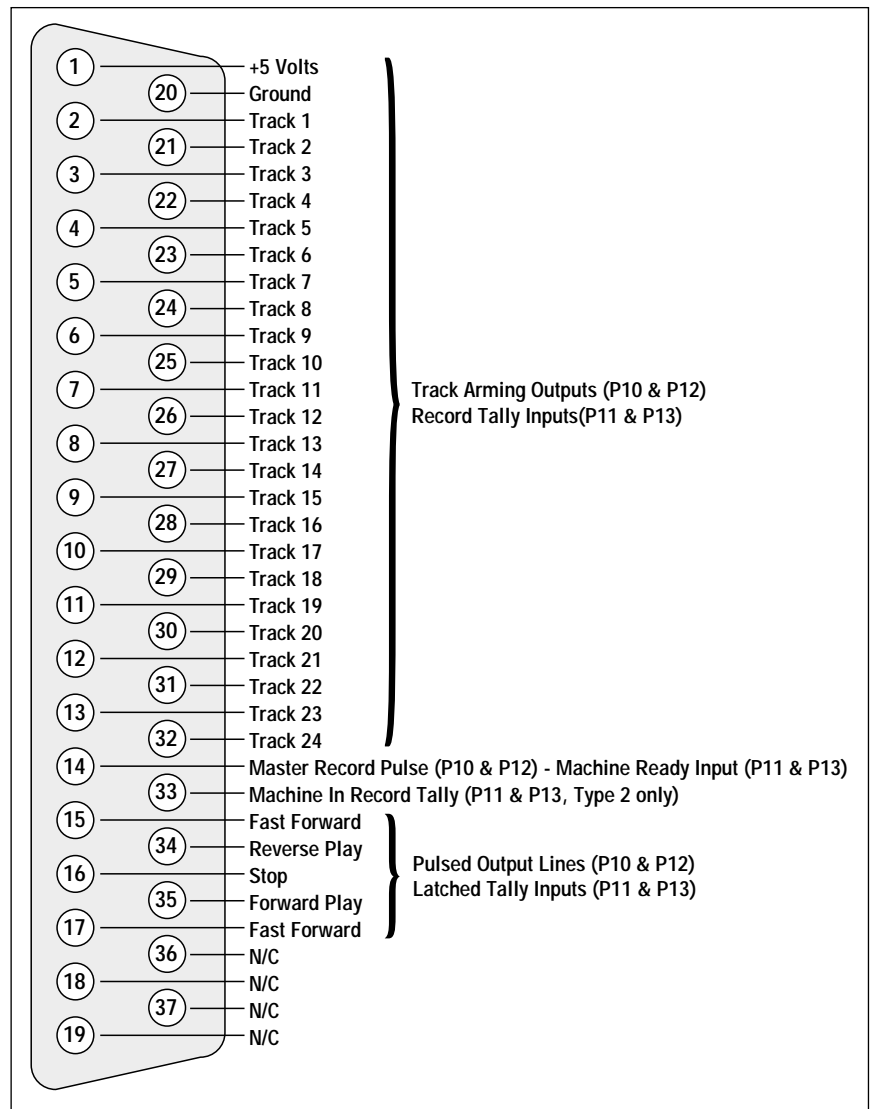 1 +5 Volts
20 Ground
2 Track 1
21 Track 2
3 Track 3
22 Track 4
4 Track 5
23 Track 6
5 Track 7
24 Track 8
6 Track 9
25 Track 10
7 Track 11
26 Track 12
8 Track 13
27 Track 14
9 Track 15
28 Track 16
10 Track 17
29 Track 18
11 Track 19
30 Track 20
12 Track 21
31 Track 22
13 Track 23
32 Track 24
Track Arming Outputs (P10 & P12)
Record Tally Inputs(P11 & P13)
14 Master Record Pulse (P10 & P12) - Machine Ready Input (P11 & P13)
33 Machine In Record Tally (P11 & P13, Type 2 only)
15 Fast Forward
34 Reverse Play
16 Stop
35 Forward Play
17 Fast Forward
Pulsed Output Lines (P10 & P12)
Latched Tally Inputs (P11 & P13)
36 N/C
18 N/C
37 N/C
19 N/C